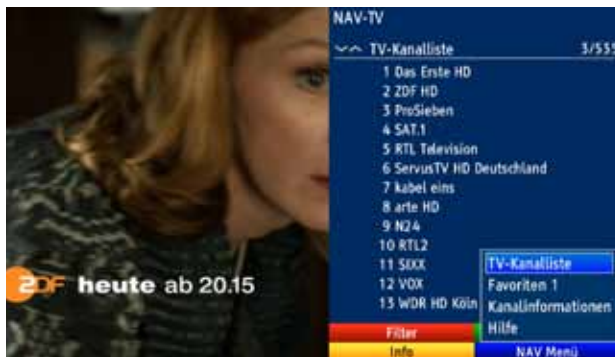 NAV-TV
TV-Kanalliste 3/535
1 Das Erste HD
2 ZDF HD
3 ProSieben
4 SAT.1
5 RTL Television
6 ServusTV HD Deutschland
7 kabel eins
8 arte HD
9 N24
10 RTL2
11 SIXX
12 VOX
13 WDR HD Köln
TV-Kanalliste
Favoriten 1
Kanalinformationen
Hilfe
Filter
Info
NAV Menü
ZDF heute ab 20.15